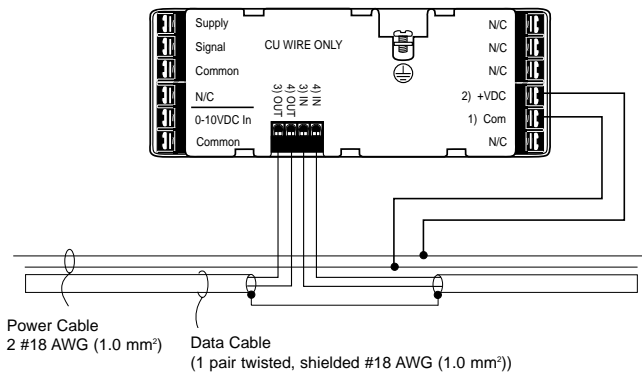 Supply
Signal
Common
N/C
0-10VDC In
Common
CU WIRE ONLY
3) OUT
4) OUT
3) IN
4) IN
N/C
N/C
N/C
2) +VDC
1) Com
N/C
Power Cable
2 #18 AWG (1.0 mm²)
Data Cable
(1 pair twisted, shielded #18 AWG (1.0 mm²))